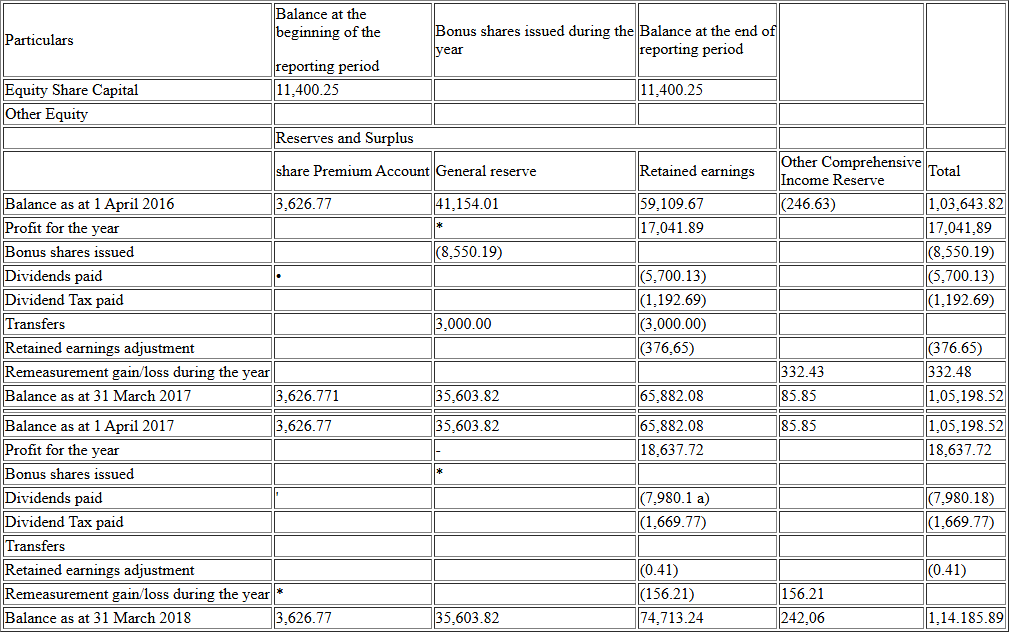 Particulars
Balance at the
beginning of the
reporting period
Bonus shares issued during the
year
Balance at the end of
reporting period
Equity Share Capital 11,400.25 11,400.25
Other Equity
Reserves and Surplus
share Premium Account General reserve Retained earnings
Other Comprehensive
Income Reserve
Total
Balance as at 1 April 2016 3,626.77 41,154.01 59,109.67 (246.63) 1,03,643.82
Profit for the year * 17,041.89 17,041,89
Bonus shares issued (8,550.19) (8,550.19)
Dividends paid • (5,700.13) (5,700.13)
Dividend Tax paid (1,192.69) (1,192.69)
Transfers 3,000.00 (3,000.00)
Retained earnings adjustment (376,65) (376.65)
Remeasurement gain/loss during the year 332.43 332.48
Balance as at 31 March 2017 3,626.771 35,603.82 65,882.08 85.85 1,05,198.52
Balance as at 1 April 2017 3,626.77 35,603.82 65,882.08 85.85 1,05,198.52
Profit for the year - 18,637.72 18,637.72
Bonus shares issued *
Dividends paid ' (7,980.1 a) (7,980.18)
Dividend Tax paid (1,669.77) (1,669.77)
Transfers
Retained earnings adjustment (0.41) (0.41)
Remeasurement gain/loss during the year * (156.21) 156.21
Balance as at 31 March 2018 3,626.77 35,603.82 74,713.24 242,06 1,14.185.89